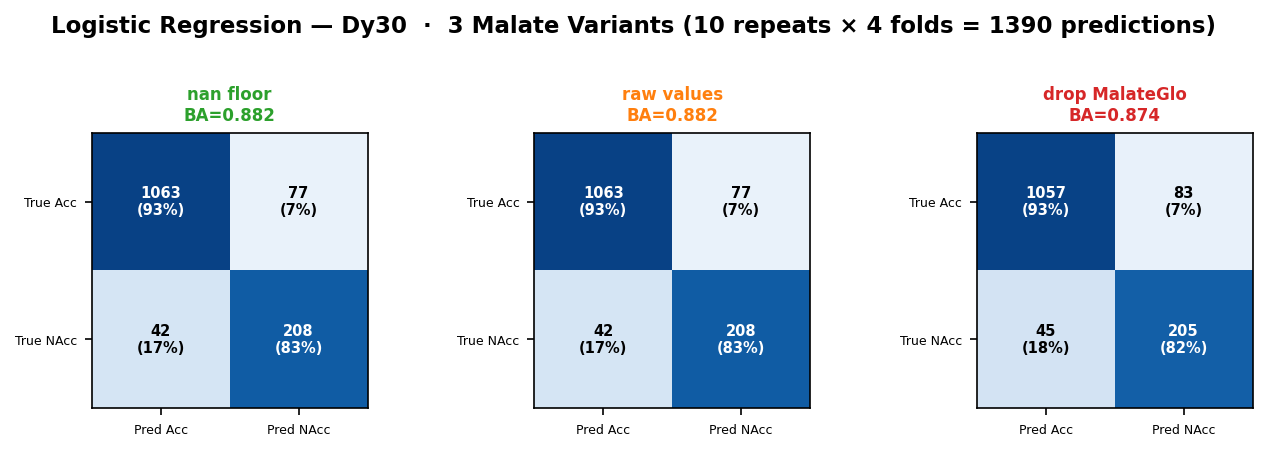 Logistic Regression — Dy30 · 3 Malate Variants (10 repeats × 4 folds = 1390 predictions)
nan floor
BA=0.882
True Acc
1063
(93%)
77
(7%)
True NAcc
42
(17%)
208
(83%)
Pred Acc
Pred NAcc
raw values
BA=0.882
True Acc
1063
(93%)
77
(7%)
True NAcc
42
(17%)
208
(83%)
Pred Acc
Pred NAcc
drop MalateGlo
BA=0.874
True Acc
1057
(93%)
83
(7%)
True NAcc
45
(18%)
205
(82%)
Pred Acc
Pred NAcc